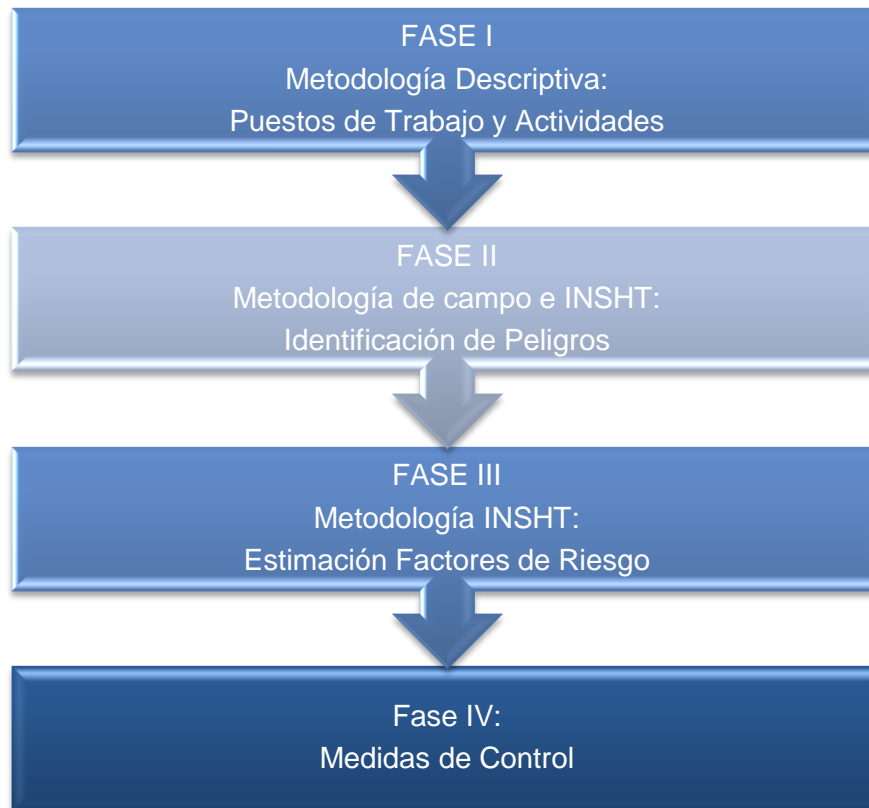 FASE I
Metodología Descriptiva:
Puestos de Trabajo y Actividades
FASE II
Metodología de campo e INSHT:
Identificación de Peligros
FASE III
Metodología INSHT:
Estimación Factores de Riesgo
Fase IV:
Medidas de Control